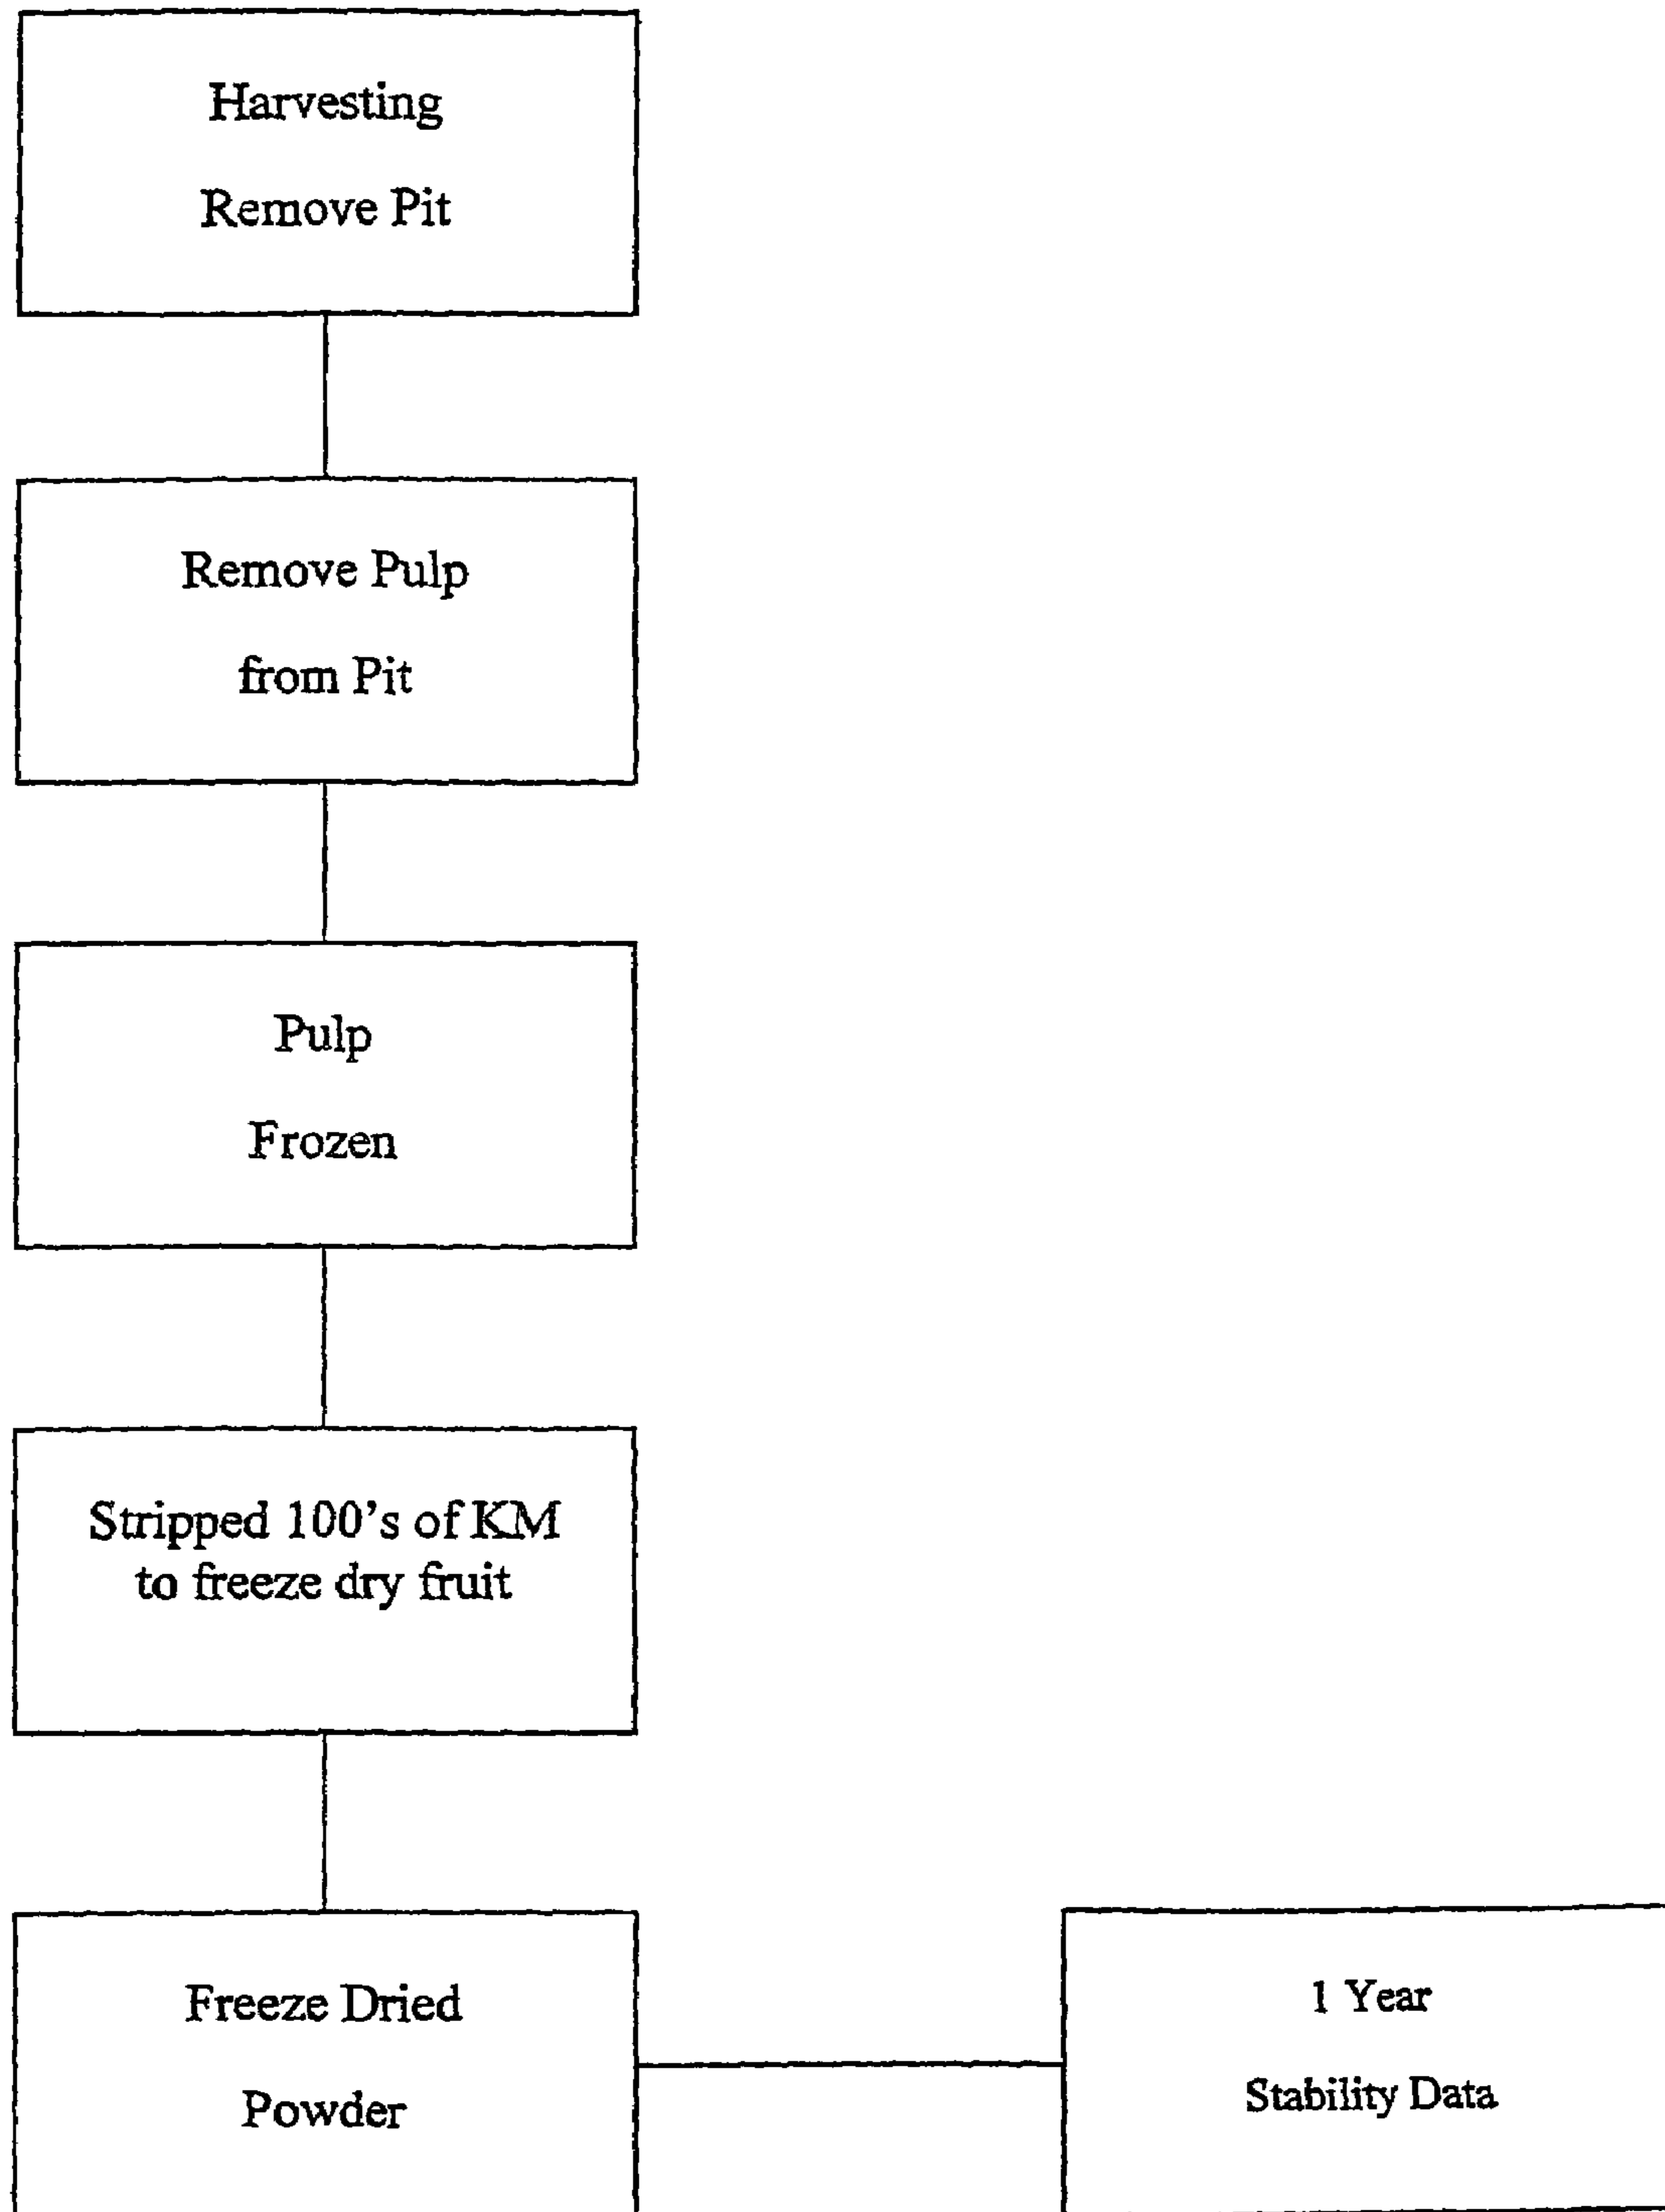 Harvesting
Remove Pit
Remove Pulp
from Pit
Pulp
Frozen
Stripped 100's of KM
to freeze dry fruit
Freeze Dried
Powder
1 Year
Stability Data